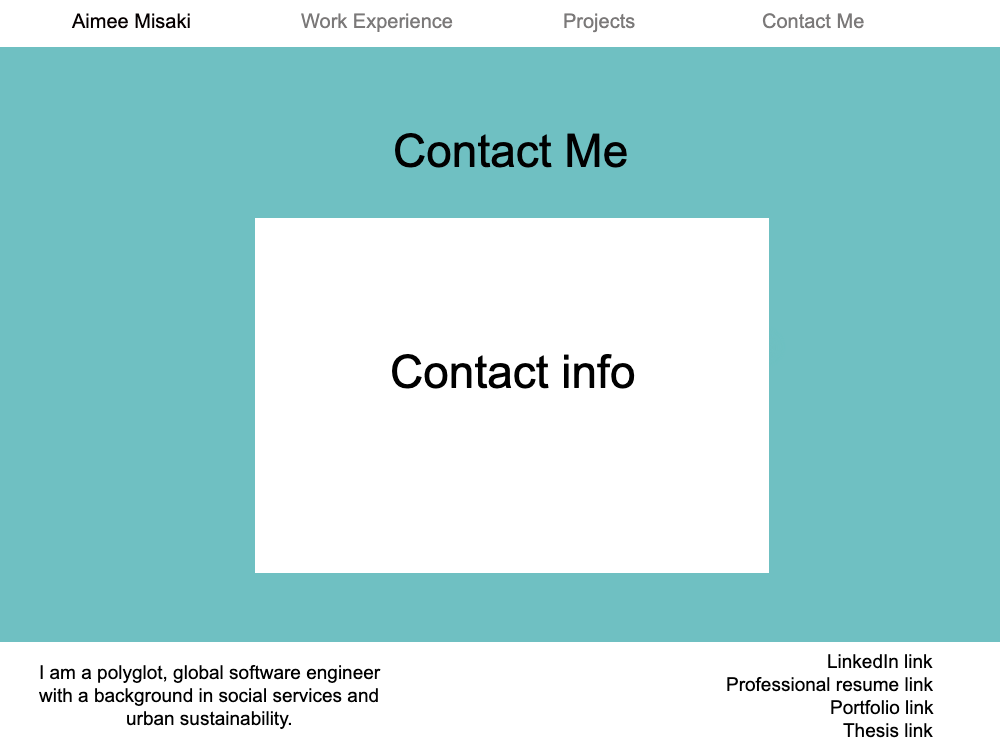 Aimee Misaki
Work Experience
Projects
Contact Me
Contact Me
Contact info
I am a polyglot, global software engineer
with a background in social services and
urban sustainability.
LinkedIn link
Professional resume link
Portfolio link
Thesis link